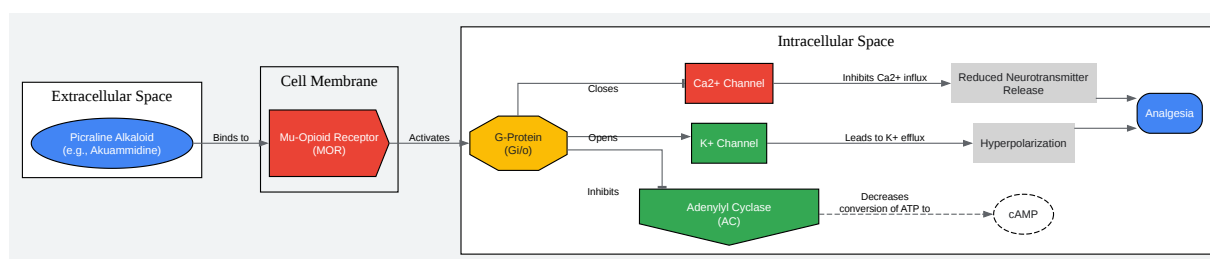 Extracellular Space
Picraline Alkaloid
(e.g., Akuammidine)
Binds to
Cell Membrane
Mu-Opioid Receptor
(MOR)
Activates
Intracellular Space
G-Protein
(Gi/o)
Closes
Opens
Inhibits
Ca2+ Channel
Inhibits Ca2+ influx
Reduced Neurotransmitter
Release
K+ Channel
Leads to K+ efflux
Hyperpolarization
Analgesia
Adenylyl Cyclase
(AC)
Decreases
conversion of ATP to
cAMP